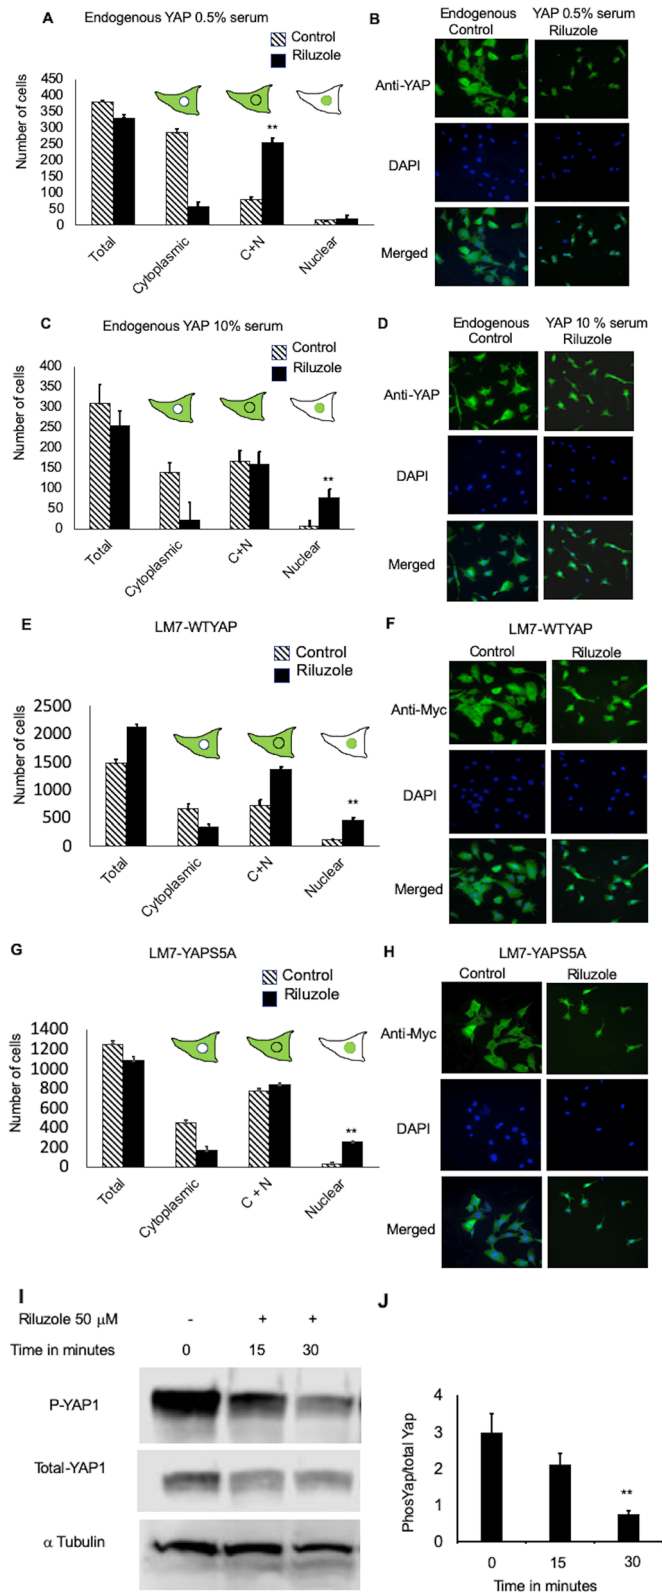 A
Endogenous YAP 0.5% serum
Control
Riluzole
Number of cells
450
400
350
300
250
200
150
100
50
0
**
Total
Cytoplasmic
C+N
Nuclear
B
Endogenous YAP 0.5% serum
Control Riluzole
Anti-YAP
DAPI
Merged
C
Endogenous YAP 10% serum
Control
Riluzole
Number of cells
400
350
300
250
200
150
100
50
0
**
Total
Cytoplasmic
C+N
Nuclear
D
Endogenous YAP 10 % serum
Control Riluzole
Anti-YAP
DAPI
Merged
E
LM7-WTYAP
Control
Riluzole
Number of cells
2500
2000
1500
1000
500
0
**
Total
Cytoplasmic
C+N
Nuclear
F
LM7-WTYAP
Control Riluzole
Anti-Myc
DAPI
Merged
G
LM7-YAPS5A
Control
Riluzole
Number of cells
1400
1200
1000
800
600
400
200
0
**
Total
Cytoplasmic
C + N
Nuclear
H
LM7-YAPS5A
Control Riluzole
Anti-Myc
DAPI
Merged
I
Riluzole 50 μM - + +
Time in minutes 0 15 30
P-YAP1
Total-YAP1
α Tubulin
J
PhosYap/total Yap
4
3
2
1
0
**
0 15 30
Time in minutes